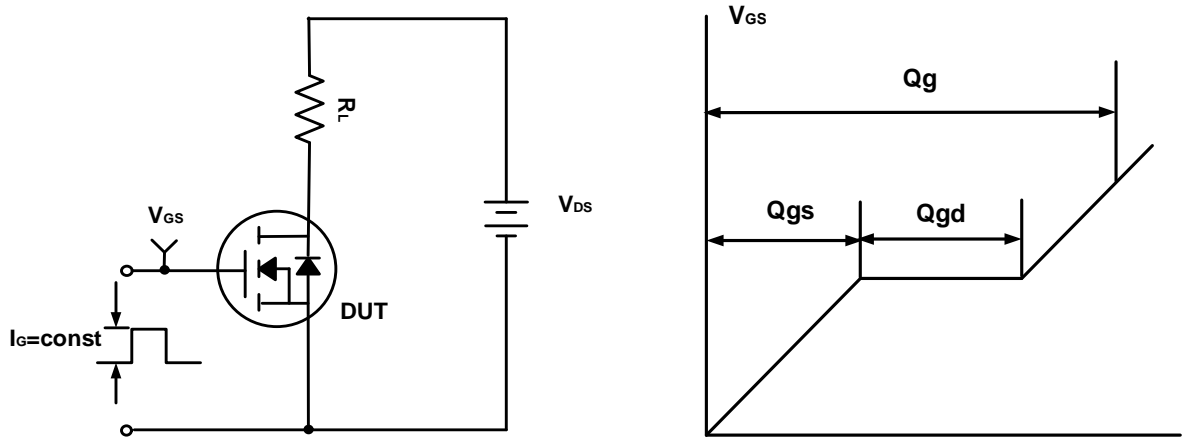 RL
VGS
IG=const
DUT
VDS
VGS
Qg
Qgs
Qgd